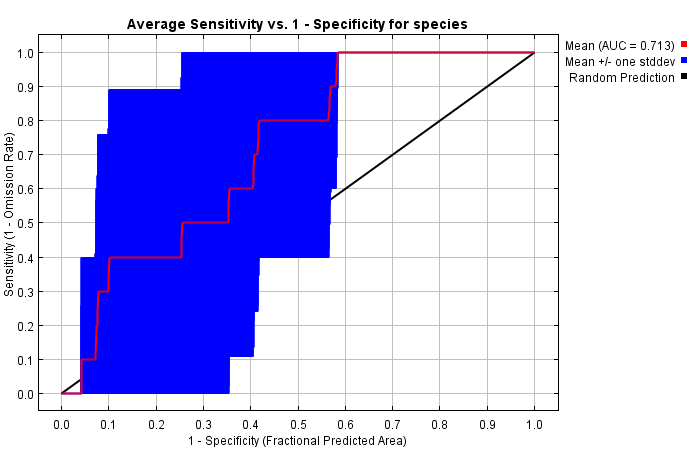 Average Sensitivity vs. 1 - Specificity for species
Mean (AUC = 0.713)
Mean +/- one stddev
Random Prediction
Sensitivity (1 - Omission Rate)
1.0
0.9
0.8
0.7
0.6
0.5
0.4
0.3
0.2
0.1
0.0
0.0 0.1 0.2 0.3 0.4 0.5 0.6 0.7 0.8 0.9 1.0
1 - Specificity (Fractional Predicted Area)